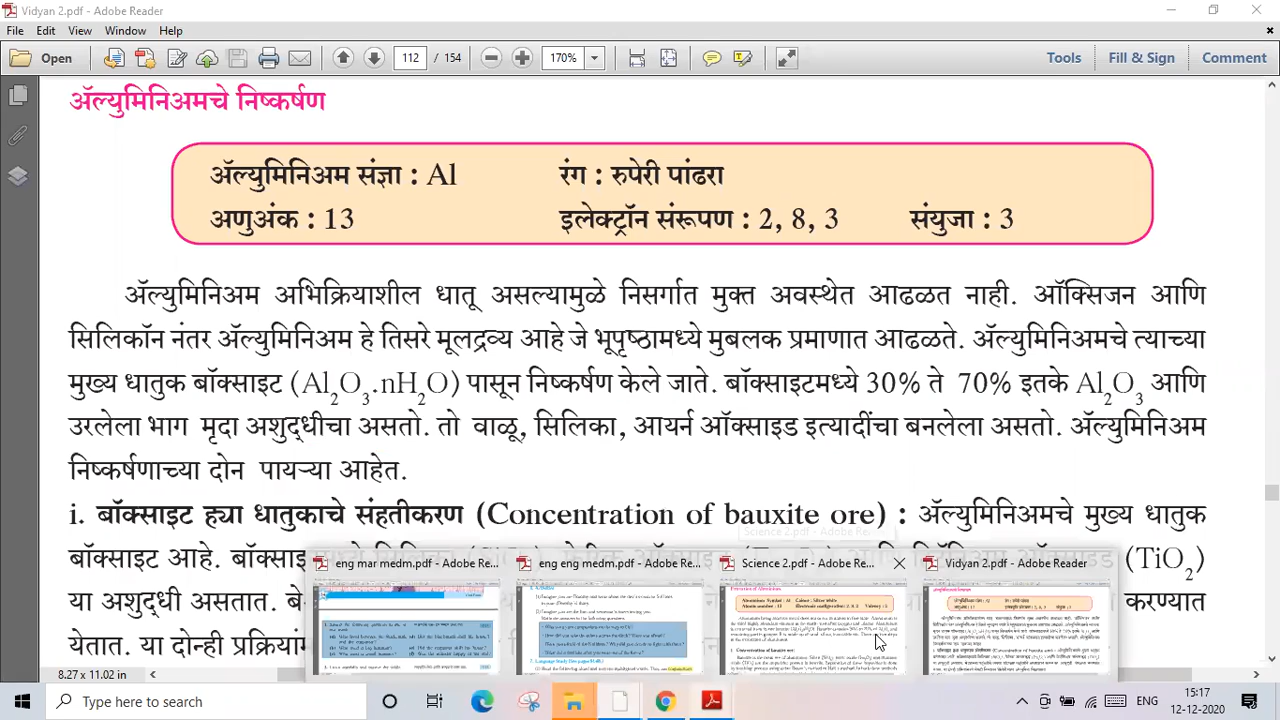 Vidyan 2.pdf - Adobe Reader
File Edit View Window Help
Open 112 / 154 170% Tools Fill & Sign Comment
ॲल्युमिनिअमचे निष्कर्षण
ॲल्युमिनिअम संज्ञा : Al रंग : रुपेरी पांढरा
अणुअंक : 13 इलेक्ट्रॉन संरूपण : 2, 8, 3 संयुजा : 3
ॲल्युमिनिअम अभिक्रियाशील धातू असल्यामुळे निसर्गात मुक्त अवस्थेत आढळत नाही. ऑक्सिजन आणि
सिलिकॉन नंतर ॲल्युमिनिअम हे तिसरे मूलद्रव्य आहे जे भूपृष्ठामध्ये मुबलक प्रमाणात आढळते. ॲल्युमिनिअमचे त्याच्या
मुख्य धातुक बॉक्साइट (Al2O3.nH2O) पासून निष्कर्षण केले जाते. बॉक्साइटमध्ये 30% ते 70% इतके Al2O3 आणि
उरलेला भाग मृदा अशुद्धीचा असतो. तो वाळू, सिलिका, आयर्न ऑक्साइड इत्यादींचा बनलेला असतो. ॲल्युमिनिअम
निष्कर्षणाच्या दोन पायऱ्या आहेत.
i. बॉक्साइट ह्या धातुकाचे संहतीकरण (Concentration of bauxite ore) : ॲल्युमिनिअमचे मुख्य धातुक
बॉक्साइट आहे. (TiO2)
या अशुद्धी असतात. करण्यात
येतात. या दोन्ही
eng mar medm.pdf - Adobe Re... eng eng medm.pdf - Adobe Re... Science 2.pdf - Adobe Re... Vidyan 2.pdf - Adobe Reader
Type here to search ENG 15:17
12-12-2020